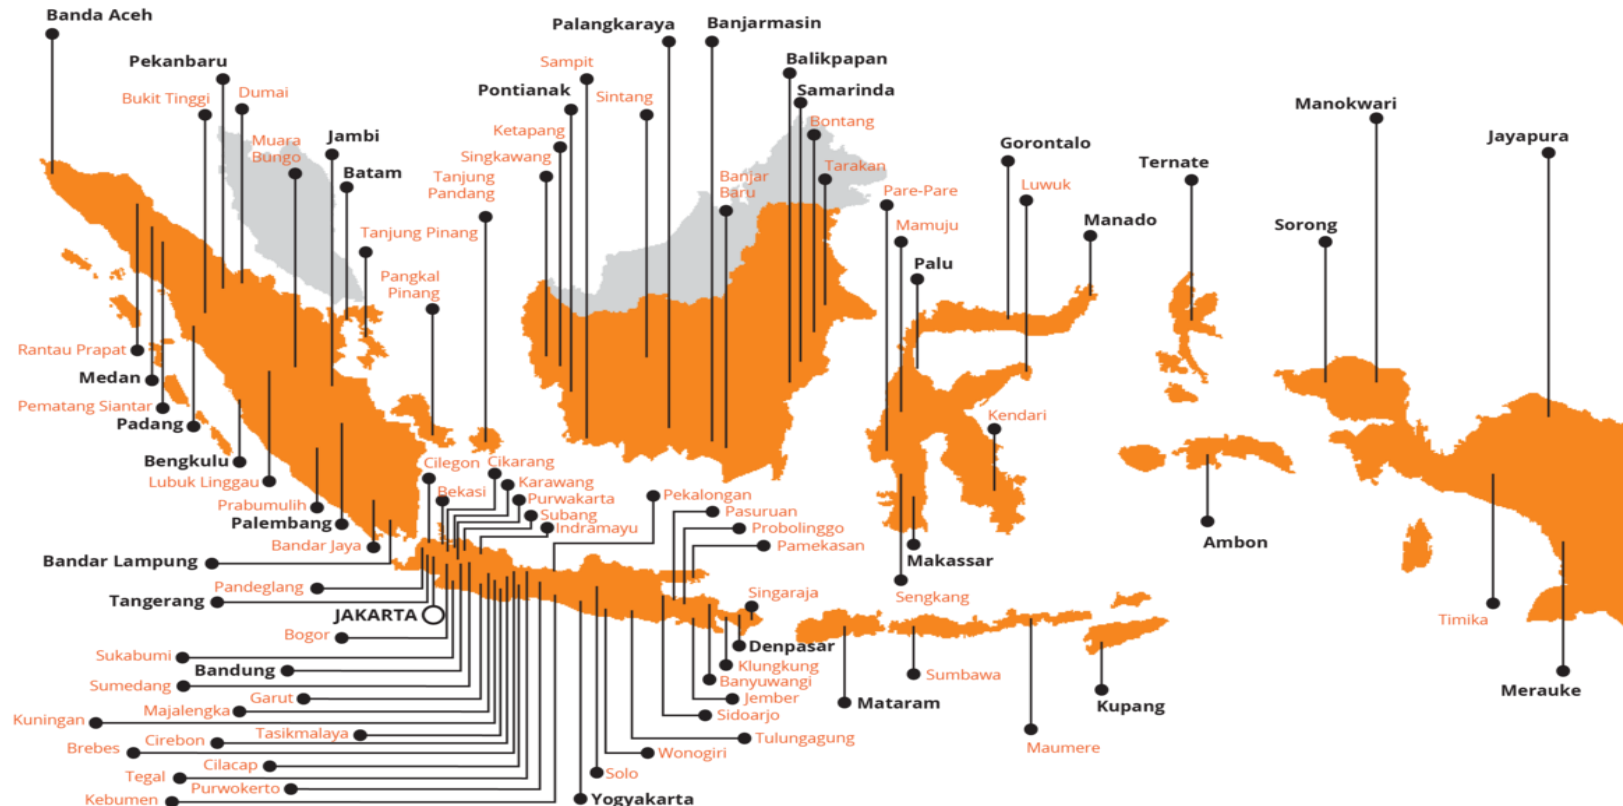 Banda Aceh
Pekanbaru
Bukit Tinggi
Dumai
Muara
Bungo
Jambi
Batam
Tanjung Pinang
Pangkal
Pinang
Palangkaraya
Banjarmasin
Sampit
Pontianak
Sintang
Ketapang
Singkawang
Tanjung
Pandang
Banjar
Baru
Balikpapan
Samarinda
Bontang
Tarakan
Pare-Pare
Mamuju
Palu
Gorontalo
Luwuk
Manado
Ternate
Manokwari
Sorong
Jayapura
Rantau Prapat
Medan
Pematang Siantar
Padang
Bengkulu
Lubuk Linggau
Prabumulih
Palembang
Bandar Jaya
Bandar Lampung
Pandeglang
Tangerang
JAKARTA
Bogor
Sukabumi
Bandung
Sumedang
Garut
Majalengka
Kuningan
Tasikmalaya
Cirebon
Brebes
Cilacap
Tegal
Purwokerto
Kebumen
Cilegon
Cikarang
Bekasi
Karawang
Purwakarta
Subang
Indramayu
Pekalongan
Pasuruan
Probolinggo
Pamekasan
Singaraja
Denpasar
Klungkung
Banyuwangi
Jember
Sidoarjo
Tulungagung
Wonogiri
Solo
Yogyakarta
Kendari
Makassar
Sengkang
Mataram
Sumbawa
Maumere
Kupang
Ambon
Timika
Merauke